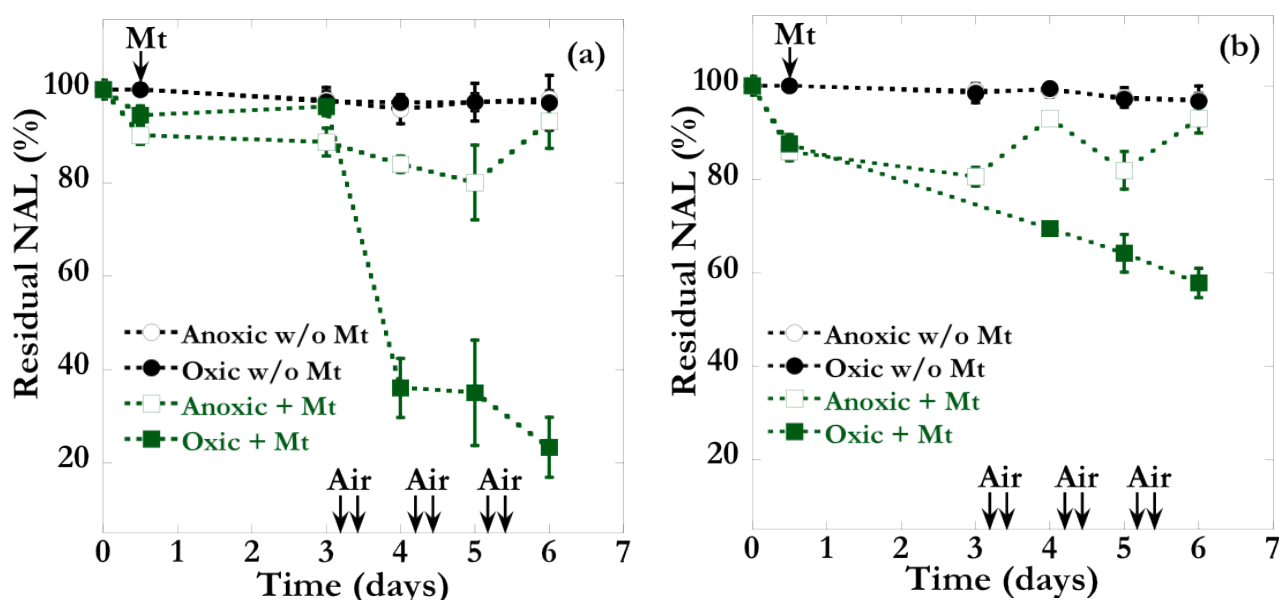 Mt
(a)
100
80
60
40
20
Residual NAL (%)
Anoxic w/o Mt
Oxic w/o Mt
Anoxic + Mt
Oxic + Mt
Air Air Air
0 1 2 3 4 5 6 7
Time (days)
Mt
(b)
100
80
60
40
20
Residual NAL (%)
Anoxic w/o Mt
Oxic w/o Mt
Anoxic + Mt
Oxic + Mt
Air Air Air
0 1 2 3 4 5 6 7
Time (days)